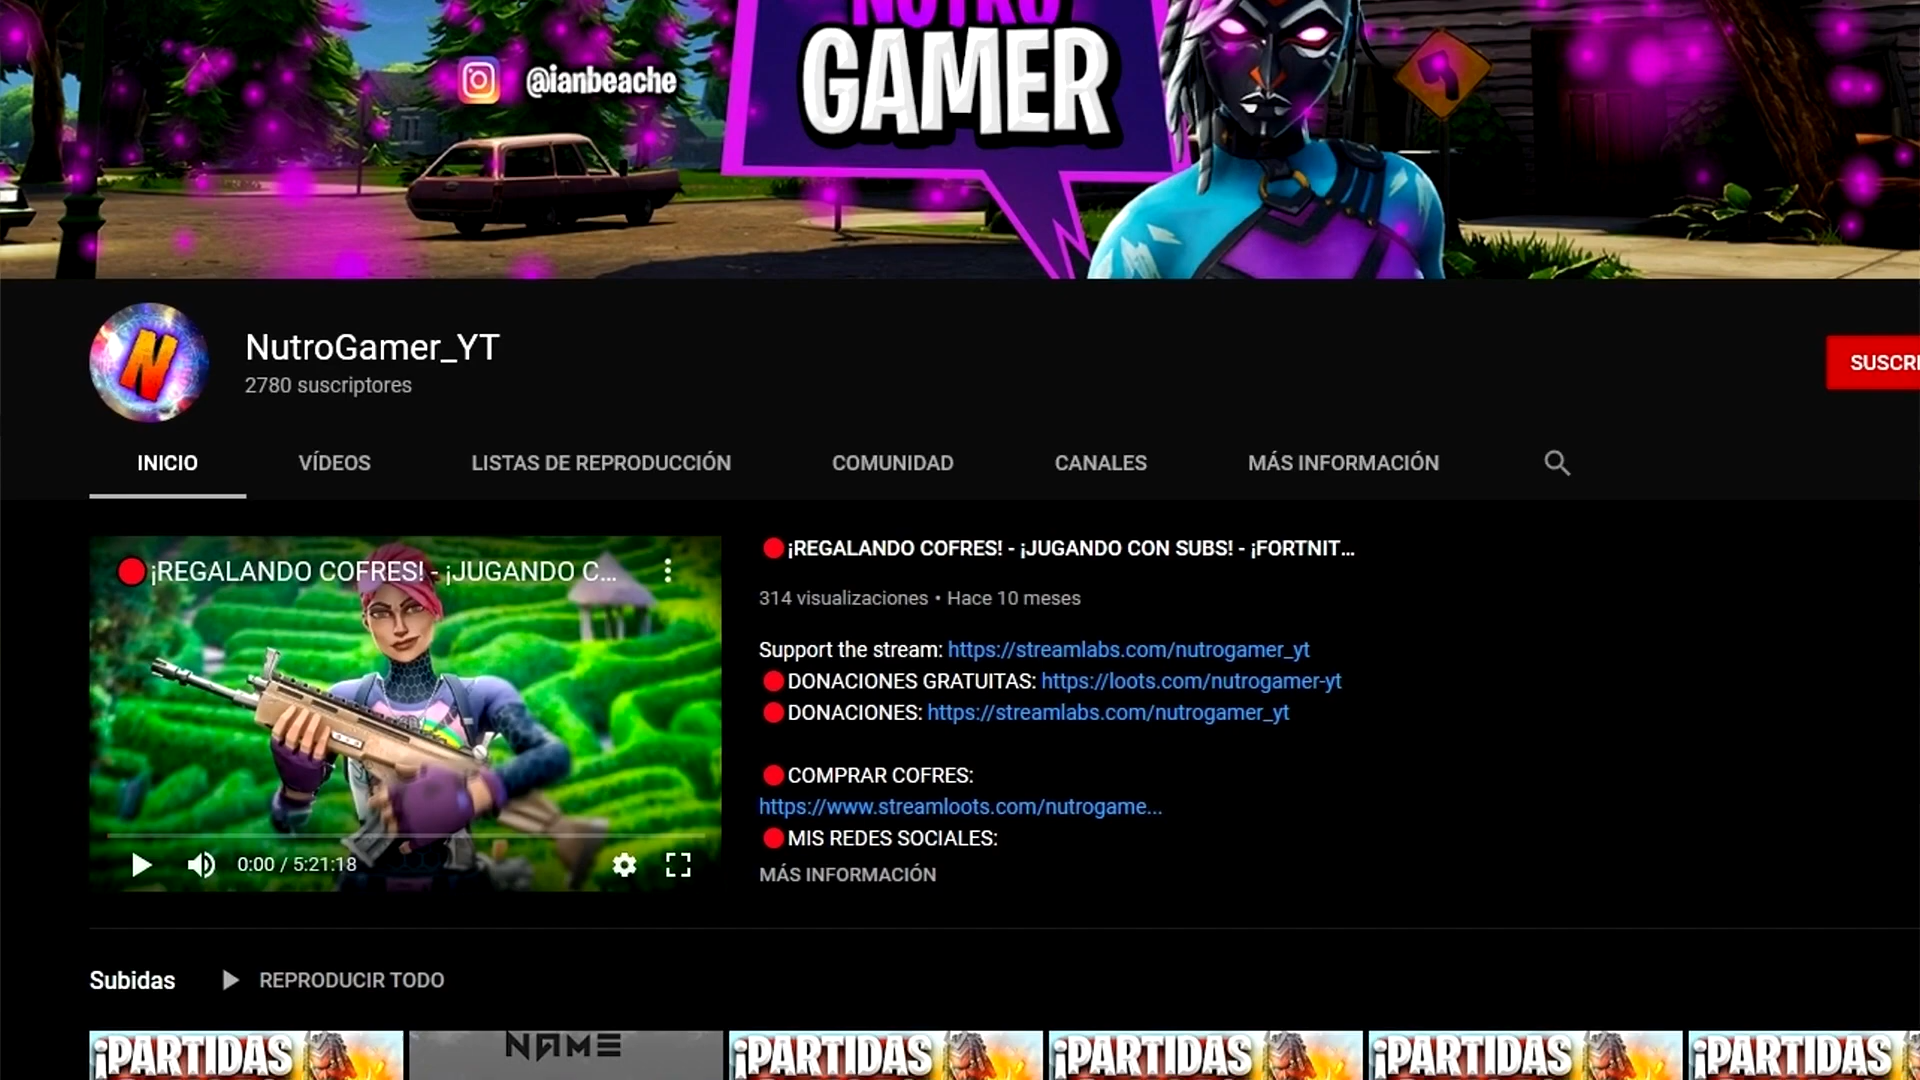 NUTRO
GAMER
@ianbeache
NutroGamer_YT
2780 suscriptores
SUSCRI
INICIO
VÍDEOS
LISTAS DE REPRODUCCIÓN
COMUNIDAD
CANALES
MÁS INFORMACIÓN
¡REGALANDO COFRES! - ¡JUGANDO C...
0:00 / 5:21:18
¡REGALANDO COFRES! - ¡JUGANDO CON SUBS! - ¡FORTNIT...
314 visualizaciones • Hace 10 meses
Support the stream: https://streamlabs.com/nutrogamer_yt
DONACIONES GRATUITAS: https://loots.com/nutrogamer-yt
DONACIONES: https://streamlabs.com/nutrogamer_yt
COMPRAR COFRES:
https://www.streamloots.com/nutrogame...
MIS REDES SOCIALES:
MÁS INFORMACIÓN
Subidas
REPRODUCIR TODO
¡PARTIDAS
NAME
¡PARTIDAS
¡PARTIDAS
¡PARTIDAS
¡PARTIDAS